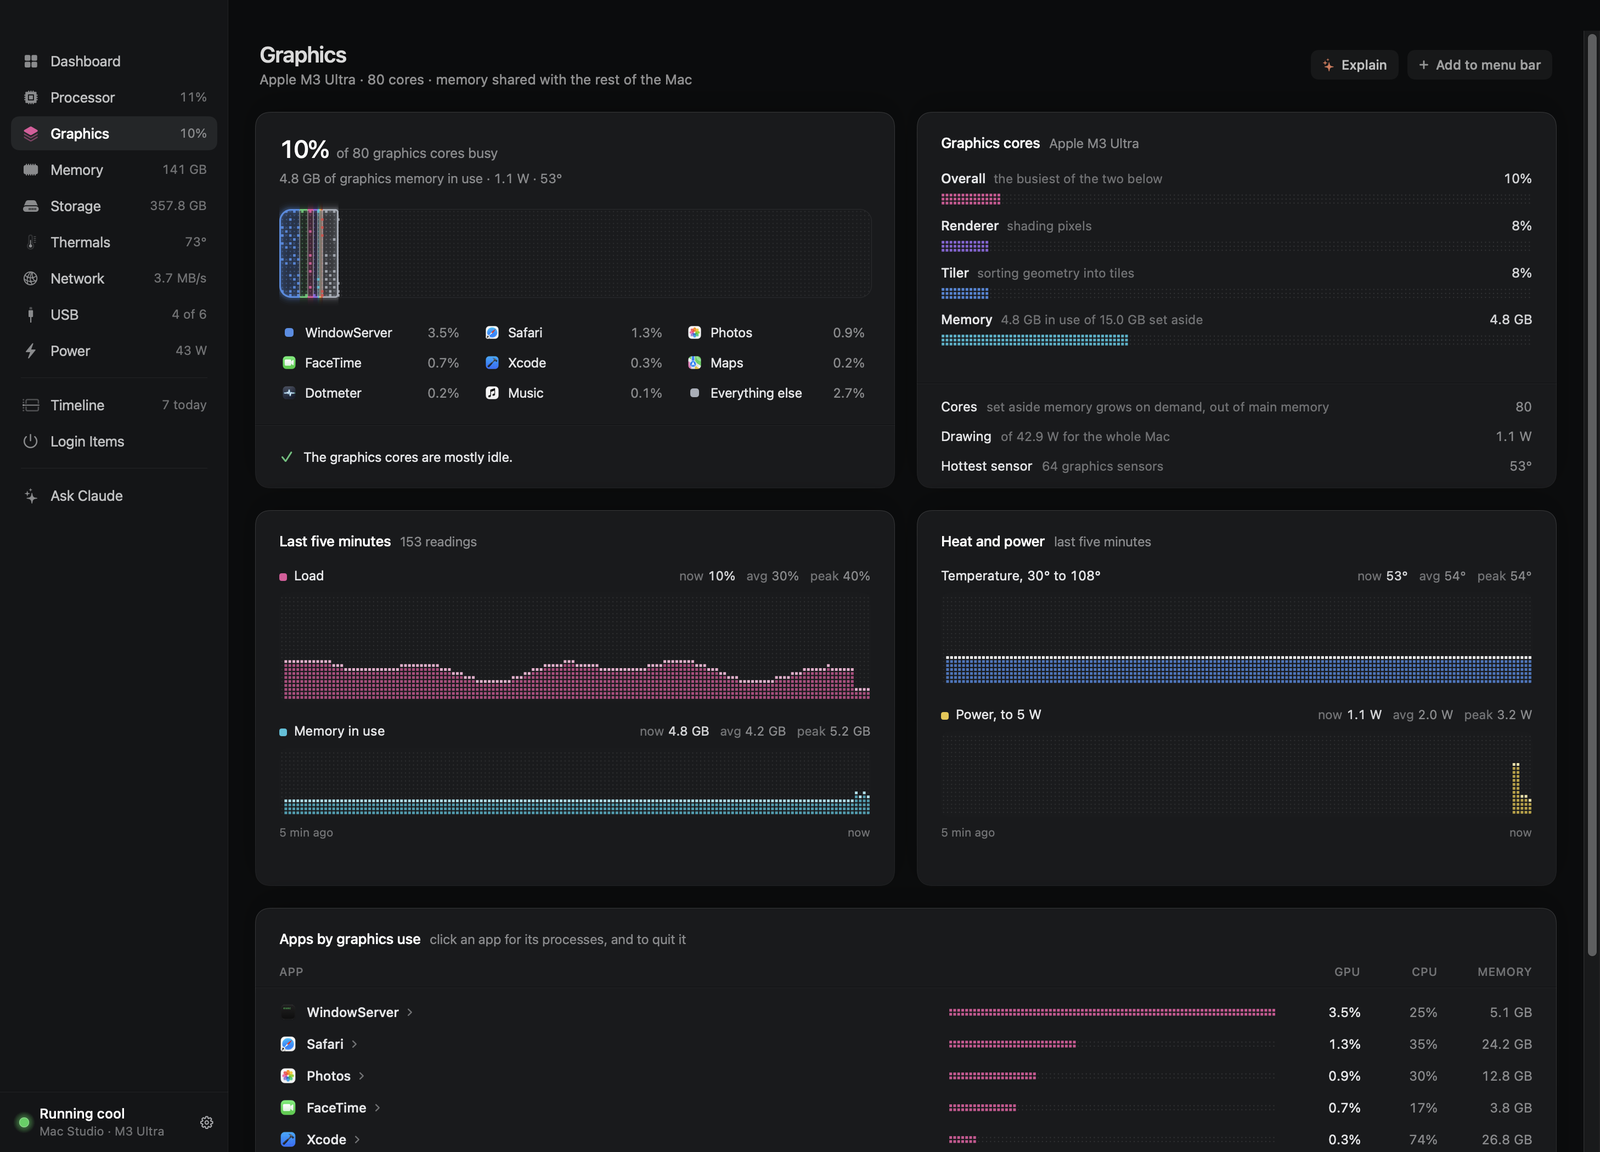 Dashboard
Processor 11%
Graphics 10%
Memory 141 GB
Storage 357.8 GB
Thermals 73°
Network 3.7 MB/s
USB 4 of 6
Power 43 W
Timeline 7 today
Login Items
Ask Claude
Running cool
Mac Studio · M3 Ultra
Graphics
Apple M3 Ultra · 80 cores · memory shared with the rest of the Mac
Explain
+ Add to menu bar
10% of 80 graphics cores busy
4.8 GB of graphics memory in use · 1.1 W · 53°
WindowServer 3.5% Safari 1.3% Photos 0.9%
FaceTime 0.7% Xcode 0.3% Maps 0.2%
Dotmeter 0.2% Music 0.1% Everything else 2.7%
The graphics cores are mostly idle.
Graphics cores Apple M3 Ultra
Overall the busiest of the two below 10%
Renderer shading pixels 8%
Tiler sorting geometry into tiles 8%
Memory 4.8 GB in use of 15.0 GB set aside 4.8 GB
Cores set aside memory grows on demand, out of main memory 80
Drawing of 42.9 W for the whole Mac 1.1 W
Hottest sensor 64 graphics sensors 53°
Last five minutes 153 readings
Load now 10% avg 30% peak 40%
Memory in use now 4.8 GB avg 4.2 GB peak 5.2 GB
5 min ago now
Heat and power last five minutes
Temperature, 30° to 108° now 53° avg 54° peak 54°
Power, to 5 W now 1.1 W avg 2.0 W peak 3.2 W
5 min ago now
Apps by graphics use click an app for its processes, and to quit it
APP GPU CPU MEMORY
WindowServer 3.5% 25% 5.1 GB
Safari 1.3% 35% 24.2 GB
Photos 0.9% 30% 12.8 GB
FaceTime 0.7% 17% 3.8 GB
Xcode 0.3% 74% 26.8 GB